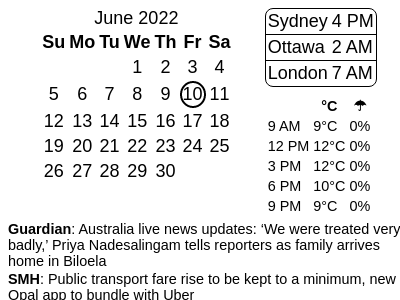 June 2022
Su Mo Tu We Th Fr Sa
1 2 3 4
5 6 7 8 9 10 11
12 13 14 15 16 17 18
19 20 21 22 23 24 25
26 27 28 29 30
Sydney 4 PM
Ottawa 2 AM
London 7 AM
°C ☂
9 AM 9°C 0%
12 PM 12°C 0%
3 PM 12°C 0%
6 PM 10°C 0%
9 PM 9°C 0%
Guardian: Australia live news updates: ‘We were treated very
badly,’ Priya Nadesalingam tells reporters as family arrives
home in Biloela
SMH: Public transport fare rise to be kept to a minimum, new
Opal app to bundle with Uber